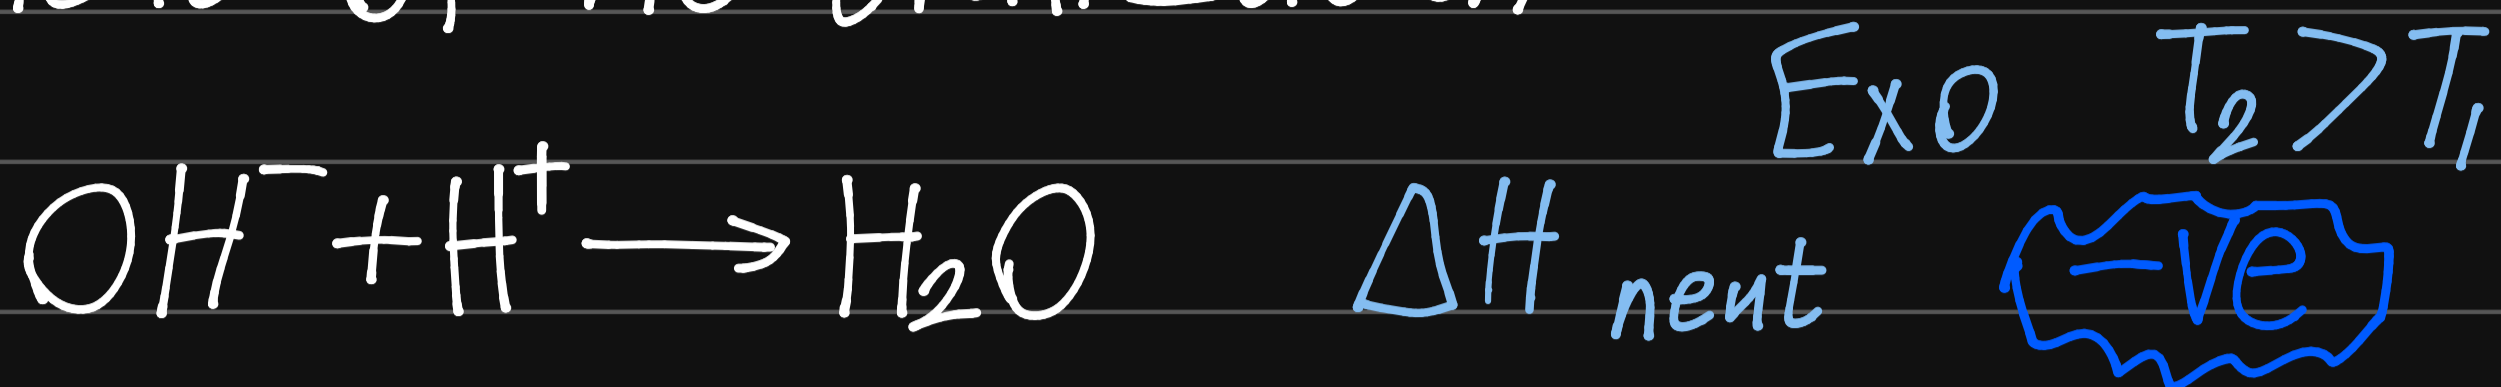 Exo T₂>T₁
OH⁻ + H⁺ → H₂O ΔH neut -ve